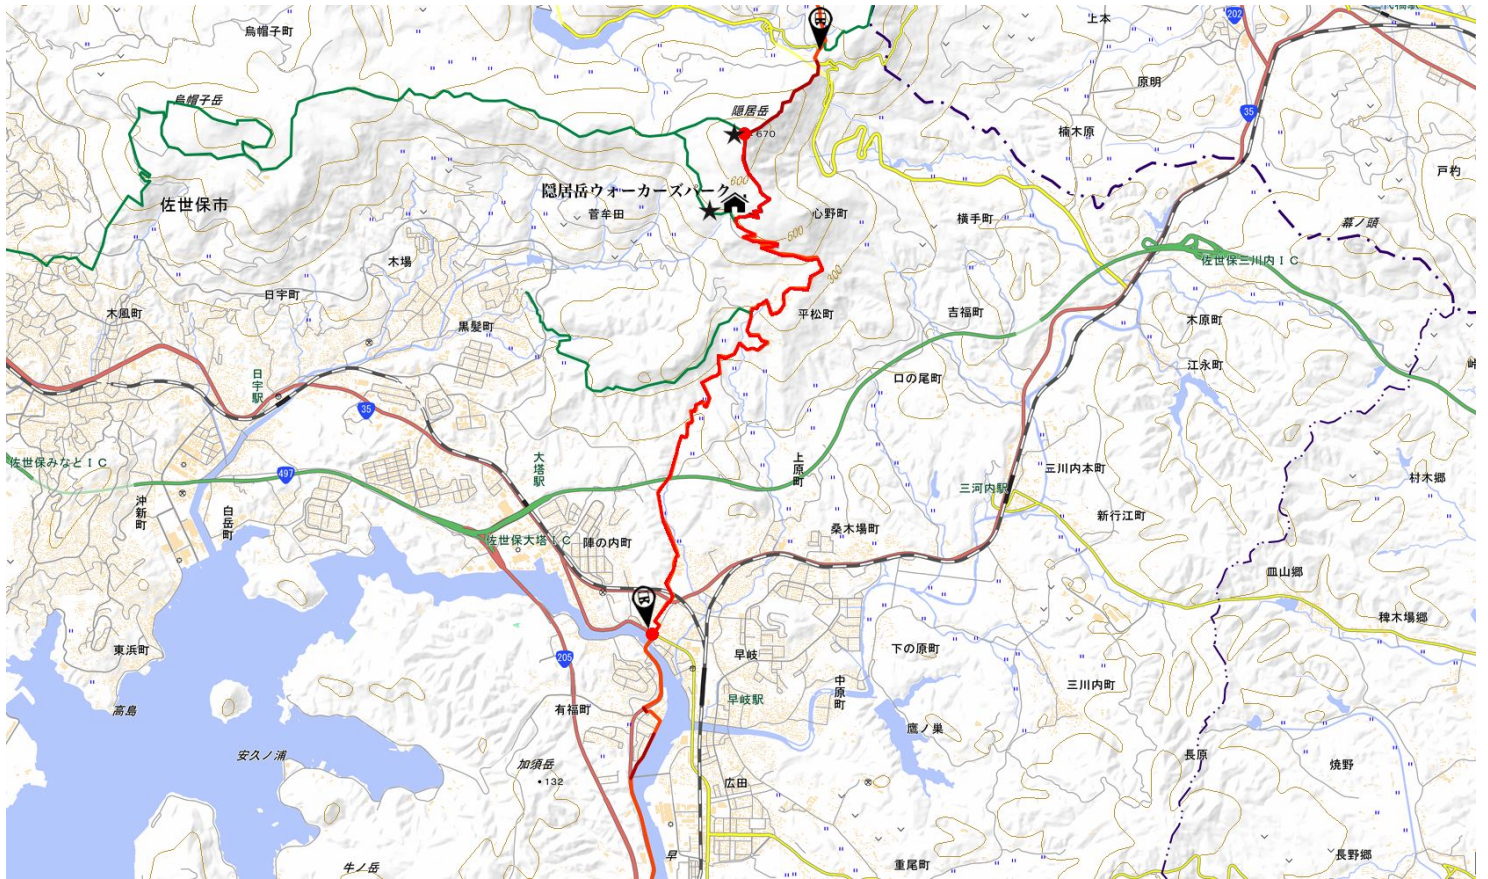 上本
202
烏帽子町
原明
烏帽子岳
隠居岳
670
35
楠木原
戸杓
600
隠居岳ウォーカーズパーク
佐世保市
菅牟田
心野町
横手町
幕ノ頭
500
木場
佐世保三川内IC
300
日宇町
木風町
黒髪町
平松町
吉福町
木原町
江永町
日宇駅
口の尾町
35
佐世保みなとIC
497
大塔駅
上原町
三川内本町
村木郷
三河内駅
沖新町
白岳町
新行江町
佐世保大塔IC
陣の内町
桑木場町
皿山郷
稗木場郷
東浜町
205
早岐
下の原町
三川内町
中原町
早岐駅
高島
有福町
鷹ノ巣
安久ノ浦
加須岳
132
長原
焼野
広田
牛ノ岳
早
重尾町
長野郷